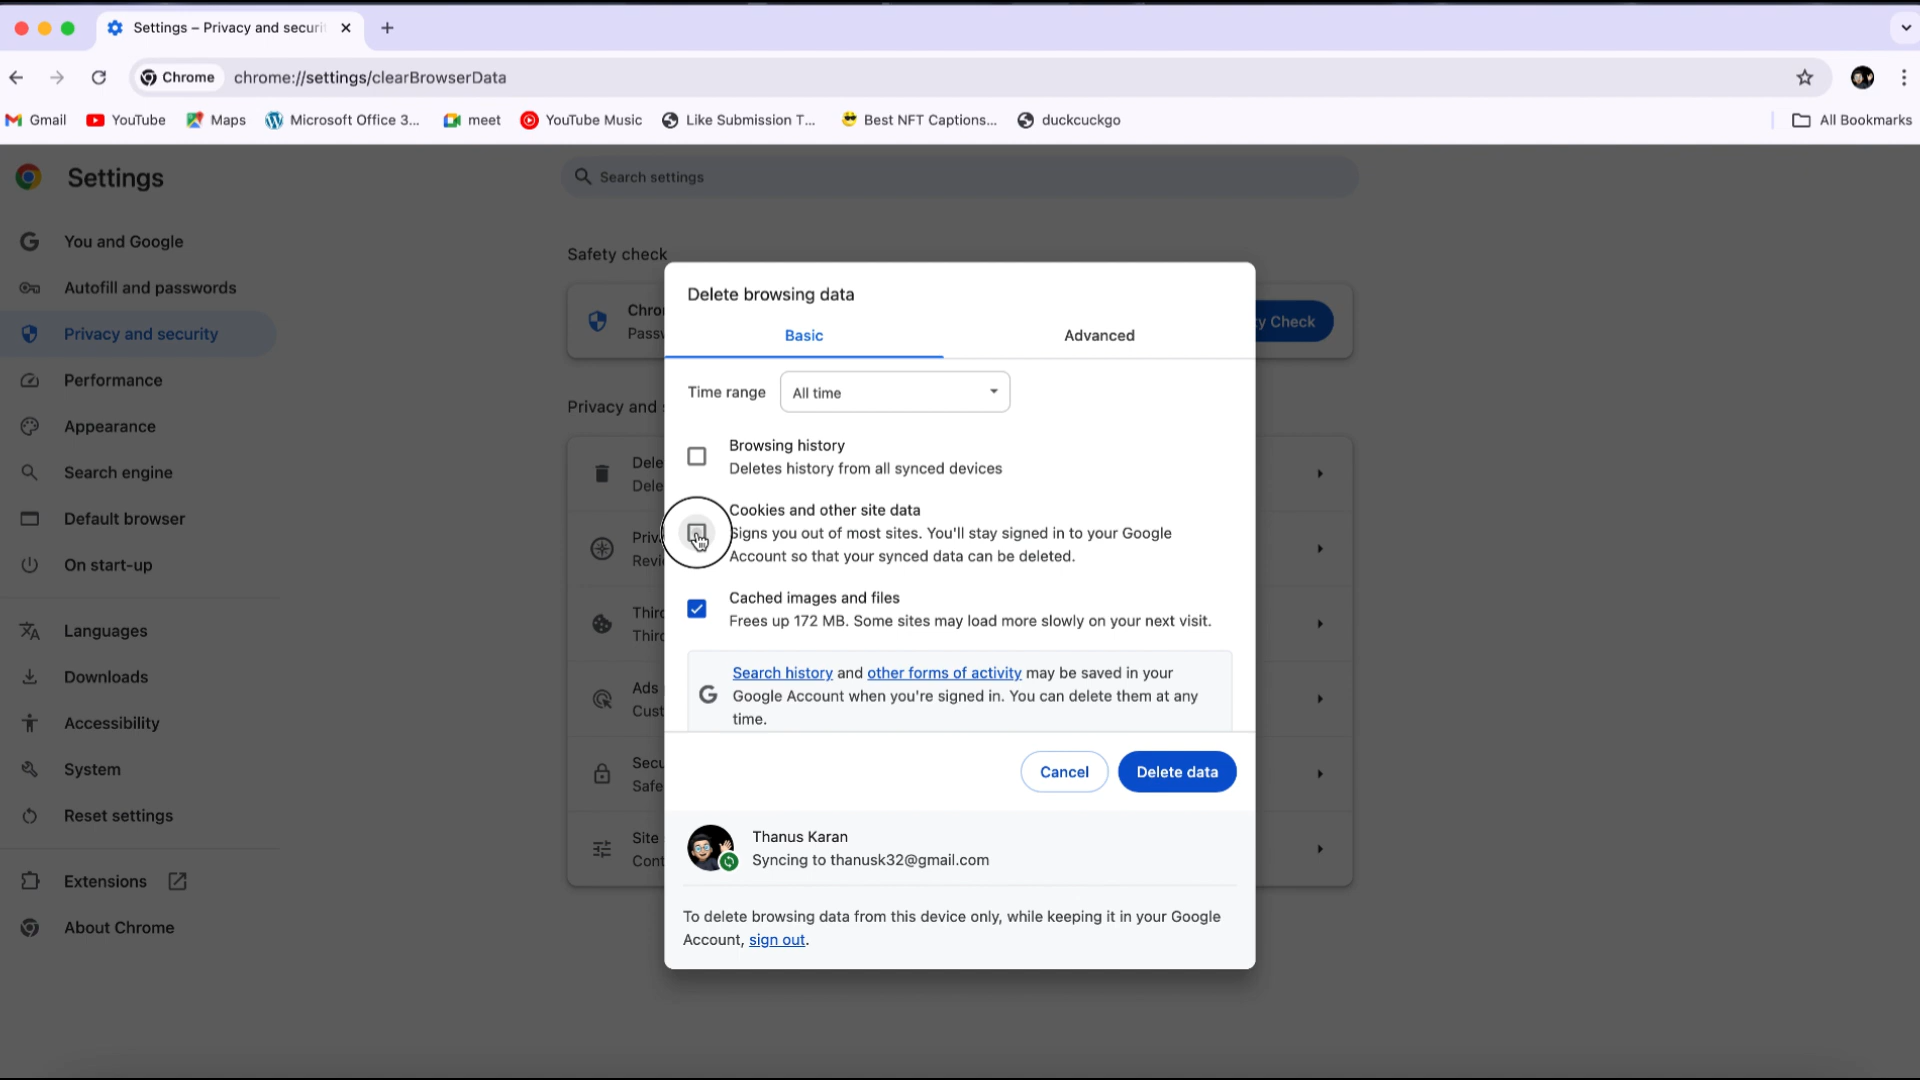 Settings – Privacy and securi
Chrome
chrome://settings/clearBrowserData
Gmail
YouTube
Maps
Microsoft Office 3...
meet
YouTube Music
Like Submission T...
Best NFT Captions...
duckcuckgo
All Bookmarks
Settings
Search settings
You and Google
Autofill and passwords
Privacy and security
Performance
Appearance
Search engine
Default browser
On start-up
Languages
Downloads
Accessibility
System
Reset settings
Extensions
About Chrome
Safety check
Chro
Passw
y Check
Privacy and s
Dele
Dele
Priv
Revi
Thir
Thir
Ads
Cust
Secu
Safe
Site
Cont
Delete browsing data
Basic
Advanced
Time range
All time
Browsing history
Deletes history from all synced devices
Cookies and other site data
Signs you out of most sites. You'll stay signed in to your Google
Account so that your synced data can be deleted.
Cached images and files
Frees up 172 MB. Some sites may load more slowly on your next visit.
Search history and other forms of activity may be saved in your
Google Account when you're signed in. You can delete them at any
time.
Cancel
Delete data
Thanus Karan
Syncing to thanusk32@gmail.com
To delete browsing data from this device only, while keeping it in your Google
Account, sign out.